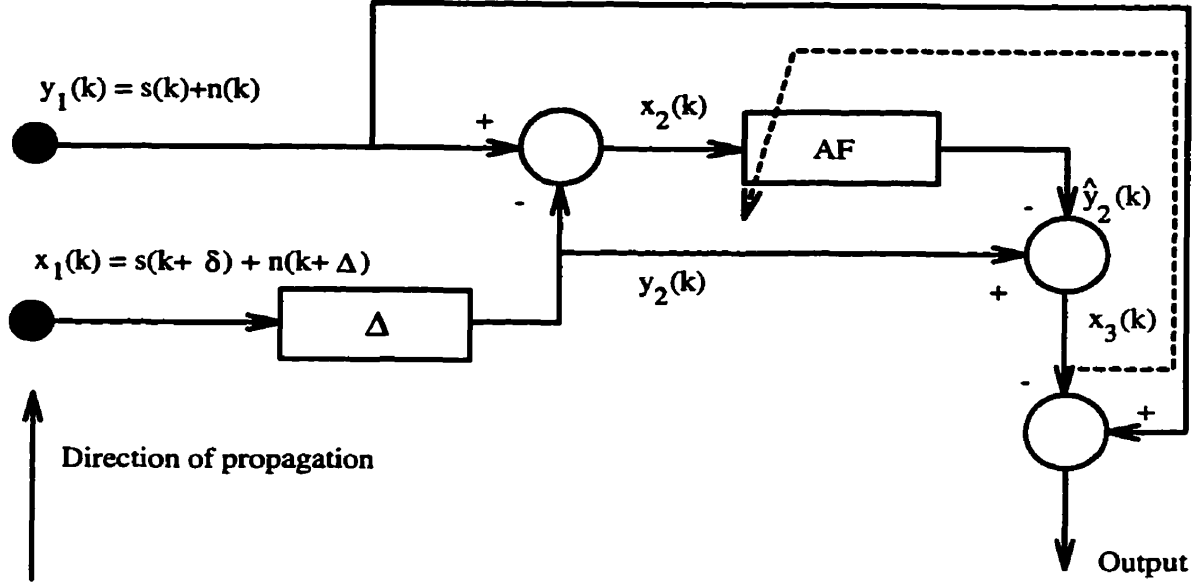 y₁(k) = s(k)+n(k)
+
x₂(k)
AF
-
-
ŷ₂(k)
x₁(k) = s(k+ δ) + n(k+ Δ)
y₂(k)
+
Δ
x₃(k)
-
+
Direction of propagation
Output